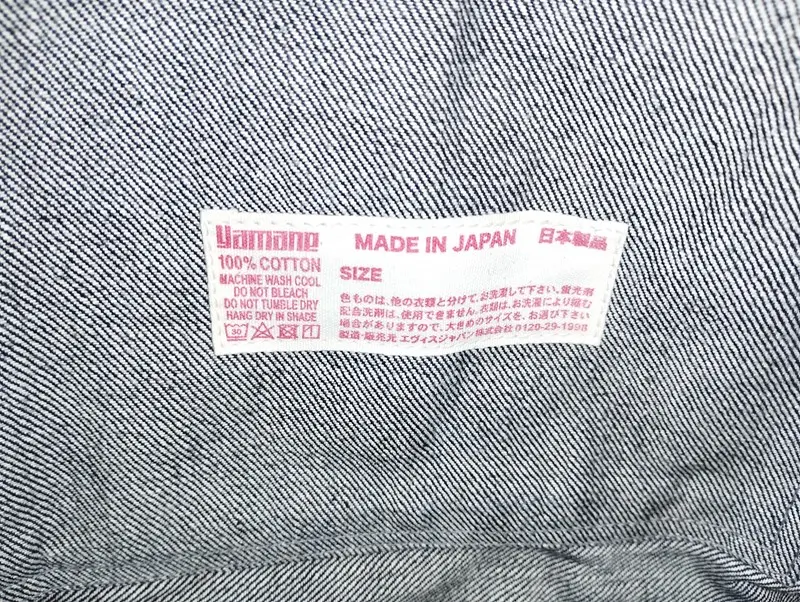 yamane
MADE IN JAPAN 日本製品
100% COTTON
MACHINE WASH COOL
DO NOT BLEACH
DO NOT TUMBLE DRY
HANG DRY IN SHADE
30
SIZE
色ものは、他の衣類と分けて、お洗濯して下さい。蛍光剤
配合洗剤は、使用できません。衣類は、お洗濯により縮む
場合がありますので、大きめのサイズを、お選び下さい
製造・販売元 エヴィスジャパン株式会社 0120-29-1998